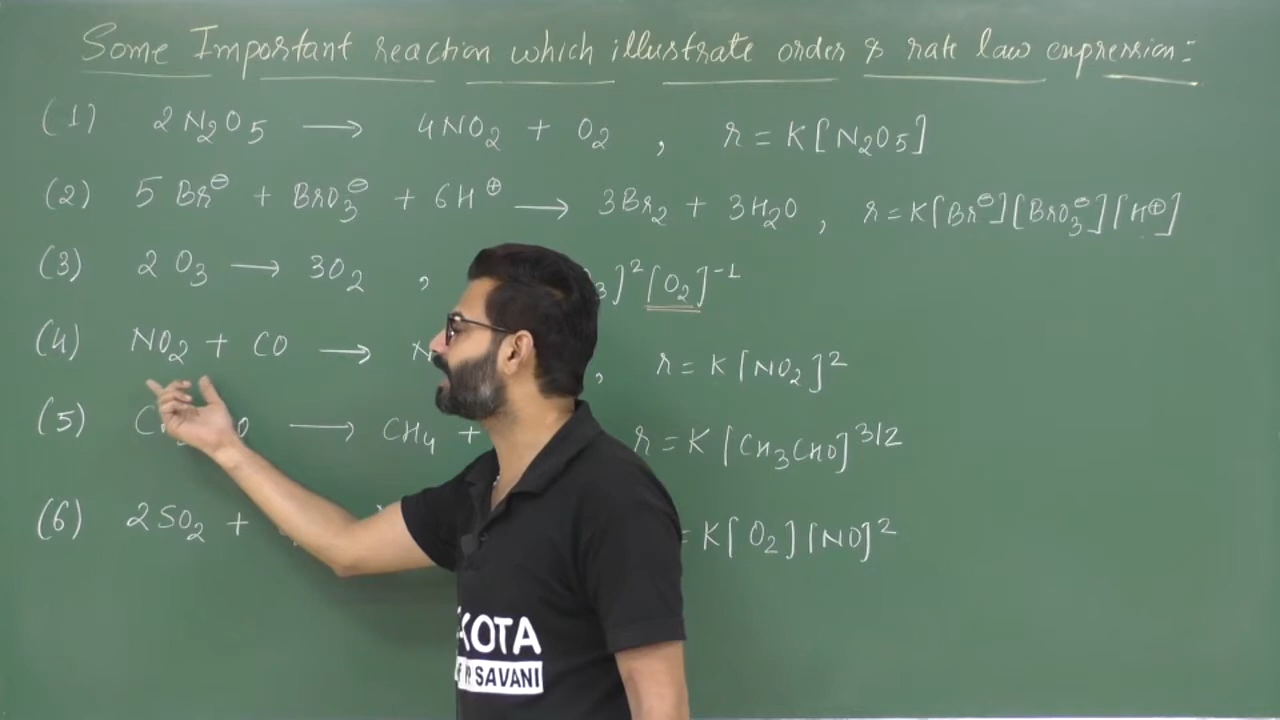 Some Important reaction which illustrate order & rate law expression:
(1) 2N₂O₅ ⟶ 4NO₂ + O₂ , r = K[N₂O₅]
(2) 5Br⊖ + BrO₃⊖ + 6H⊕ ⟶ 3Br₂ + 3H₂O , r = K[Br⊖][BrO₃⊖][H⊕]
(3) 2O₃ ⟶ 3O₂ , ₃]²[O₂]⁻¹
(4) NO₂ + CO ⟶ N , r = K[NO₂]²
(5) C O ⟶ CH₄ + r = K[CH₃CHO]³/²
(6) 2SO₂ + = K[O₂][NO]²
KOTA
SAVANI